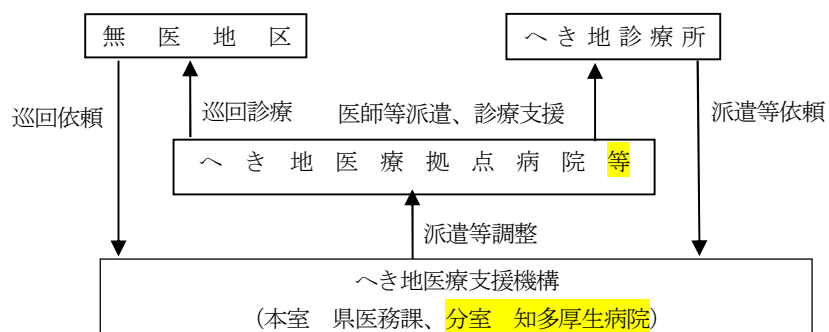 無医地区
へき地診療所
巡回依頼
巡回診療
医師等派遣、診療支援
派遣等依頼
へき地医療拠点病院等
派遣等調整
へき地医療支援機構
(本室　県医務課、分室　知多厚生病院)